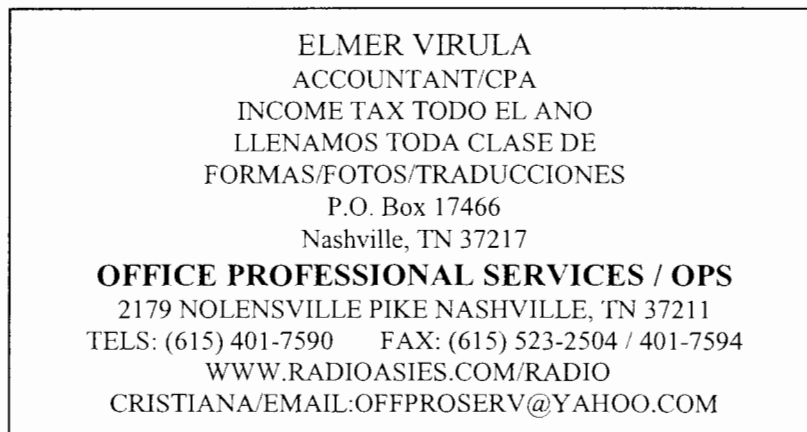 ELMER VIRULA
ACCOUNTANT/CPA
INCOME TAX TODO EL ANO
LLENAMOS TODA CLASE DE
FORMAS/FOTOS/TRADUCCIONES
P.O. Box 17466
Nashville, TN 37217
OFFICE PROFESSIONAL SERVICES / OPS
2179 NOLENSVILLE PIKE NASHVILLE, TN 37211
TELS: (615) 401-7590 FAX: (615) 523-2504 / 401-7594
WWW.RADIOASIES.COM/RADIO
CRISTIANA/EMAIL:OFFPROSERV@YAHOO.COM